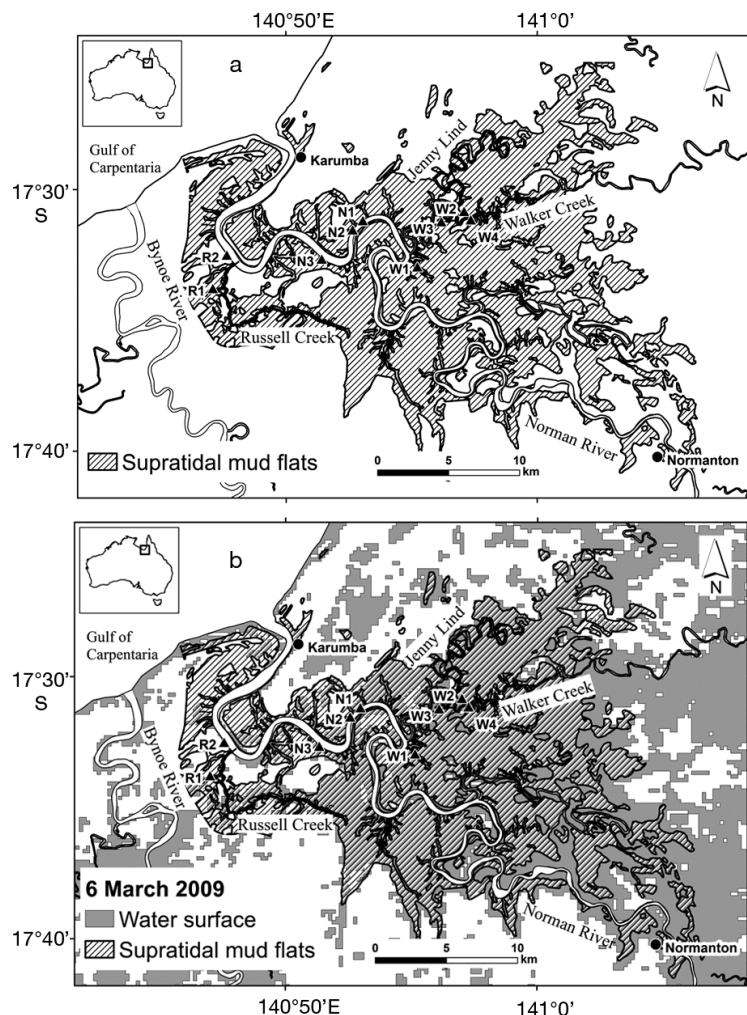 140°50'E
141°0'
a
N
Gulf of
Carpentaria
Karumba
Jenny Lind
17°30'
S
Walker Creek
N1
N2
N3
W2
W3
W4
W1
R2
R1
Bynoe River
Russell Creek
Norman River
17°40'
Supratidal mud flats
0
5
10
km
Normanton
b
N
Gulf of
Carpentaria
Karumba
Jenny Lind
17°30'
S
Walker Creek
N1
N2
N3
W2
W3
W4
W1
R2
R1
Bynoe River
Russell Creek
6 March 2009
Water surface
Supratidal mud flats
Norman River
17°40'
0
5
10
km
Normanton
140°50'E
141°0'